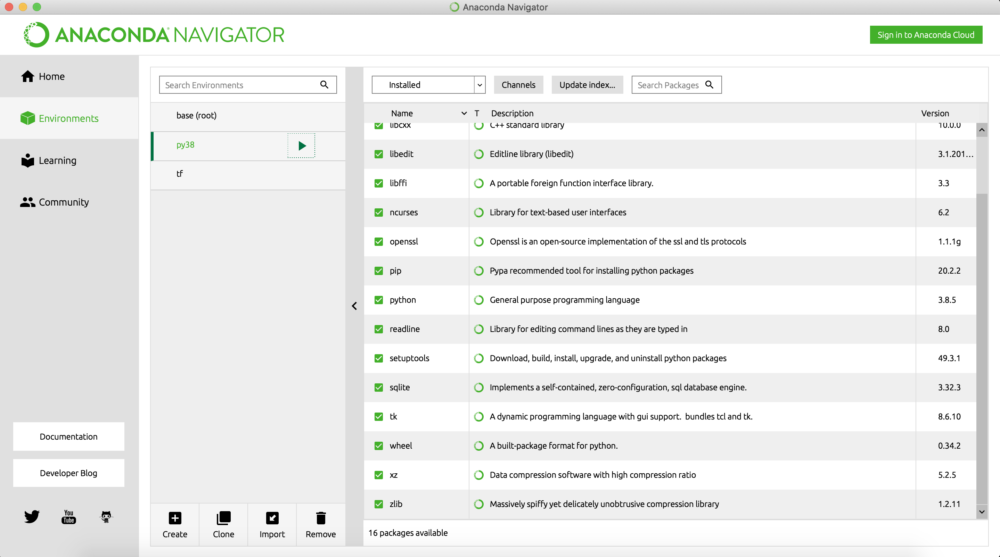 Anaconda Navigator
ANACONDA® NAVIGATOR
Sign in to Anaconda Cloud
Home
Environments
Learning
Community
Documentation
Developer Blog
You
Tube
Search Environments
base (root)
py38
tf
Create
Clone
Import
Remove
Installed
Channels
Update index...
Search Packages
Name T Description Version
libcxx C++ standard library 10.0.0
libedit Editline library (libedit) 3.1.201...
libffi A portable foreign function interface library. 3.3
ncurses Library for text-based user interfaces 6.2
openssl Openssl is an open-source implementation of the ssl and tls protocols 1.1.1g
pip Pypa recommended tool for installing python packages 20.2.2
python General purpose programming language 3.8.5
readline Library for editing command lines as they are typed in 8.0
setuptools Download, build, install, upgrade, and uninstall python packages 49.3.1
sqlite Implements a self-contained, zero-configuration, sql database engine. 3.32.3
tk A dynamic programming language with gui support.  bundles tcl and tk. 8.6.10
wheel A built-package format for python. 0.34.2
xz Data compression software with high compression ratio 5.2.5
zlib Massively spiffy yet delicately unobtrusive compression library 1.2.11
16 packages available